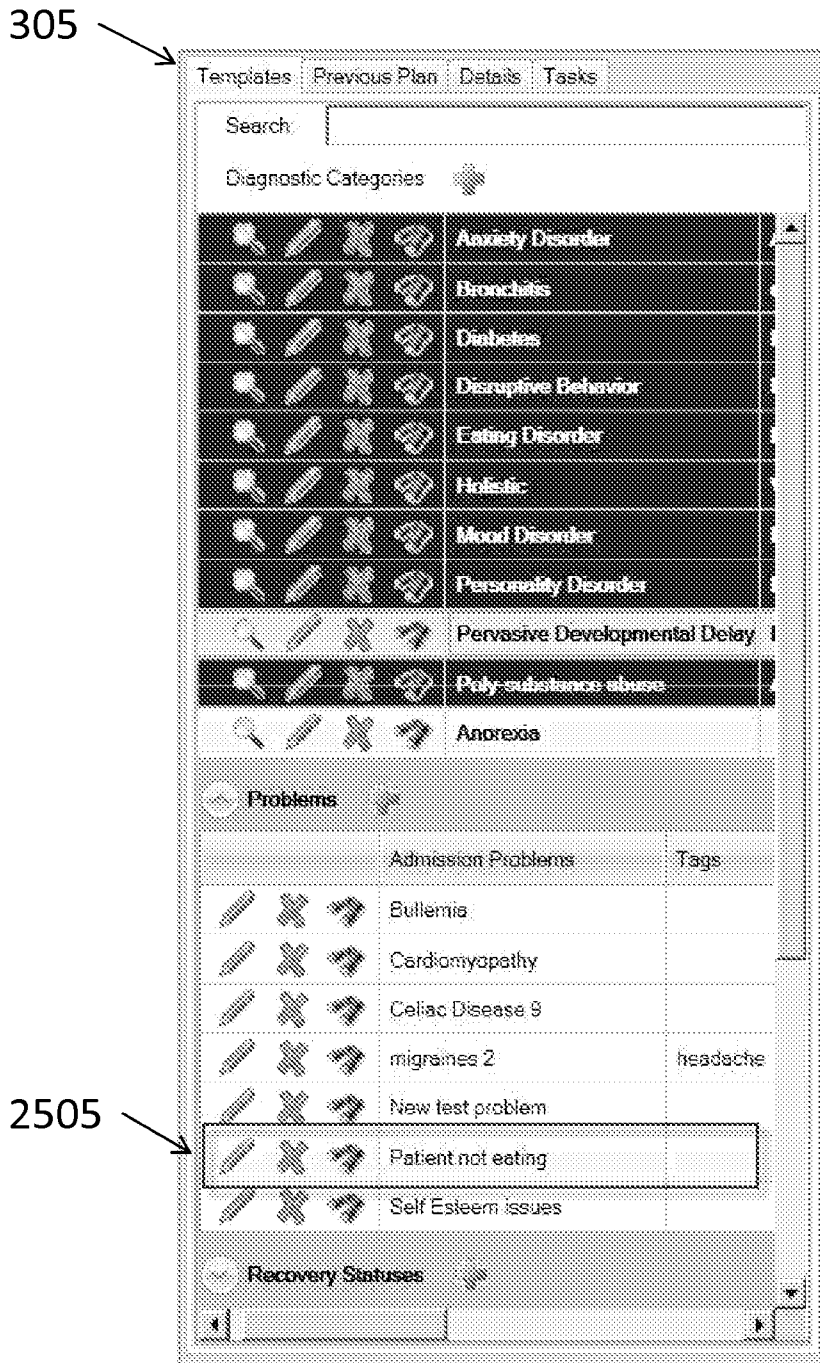 305
Templates Previous Plan Details Tasks
Search:
Diagnostic Categories
Anxiety Disorder
Bronchitis
Diabetes
Disruptive Behavior
Eating Disorder
Holistic
Mood Disorder
Personality Disorder
Pervasive Developmental Delay
Poly-substance abuse
Anorexia
Problems
Admission Problems Tags
Bullemia
Cardiomyopathy
Celiac Disease 9
migraines 2 headache
New test problem
2505
Patient not eating
Self Esteem issues
Recovery Statuses